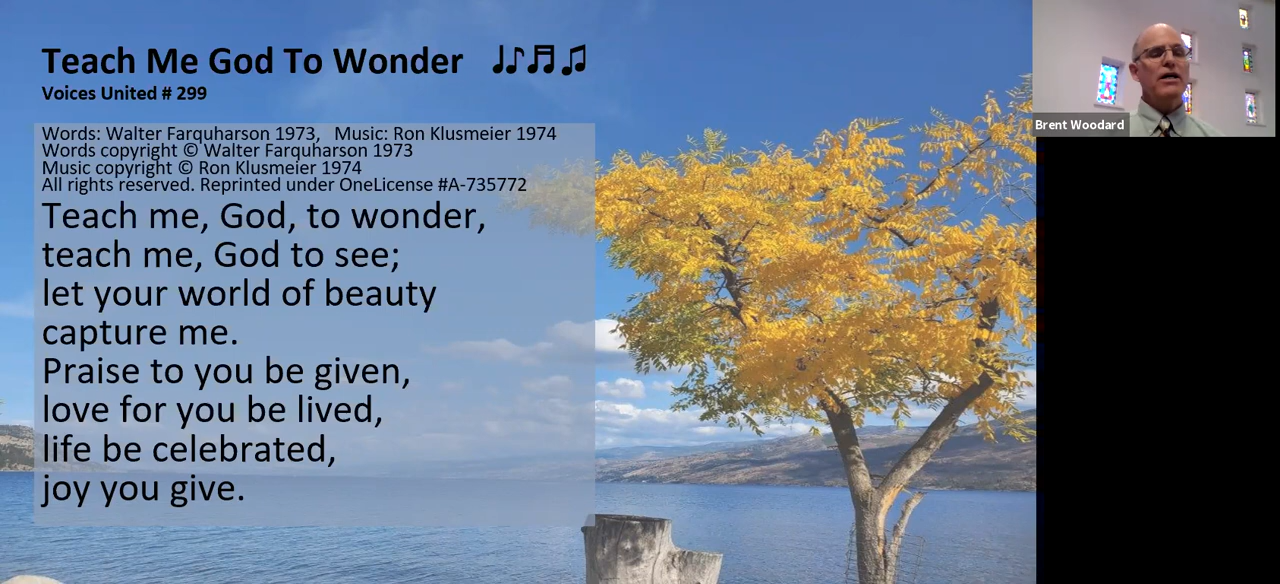 Teach Me God To Wonder ♩♪♬♫
Voices United # 299
Words: Walter Farquharson 1973, Music: Ron Klusmeier 1974
Words copyright © Walter Farquharson 1973
Music copyright © Ron Klusmeier 1974
All rights reserved. Reprinted under OneLicense #A-735772
Teach me, God, to wonder,
teach me, God to see;
let your world of beauty
capture me.
Praise to you be given,
love for you be lived,
life be celebrated,
joy you give.
Brent Woodard